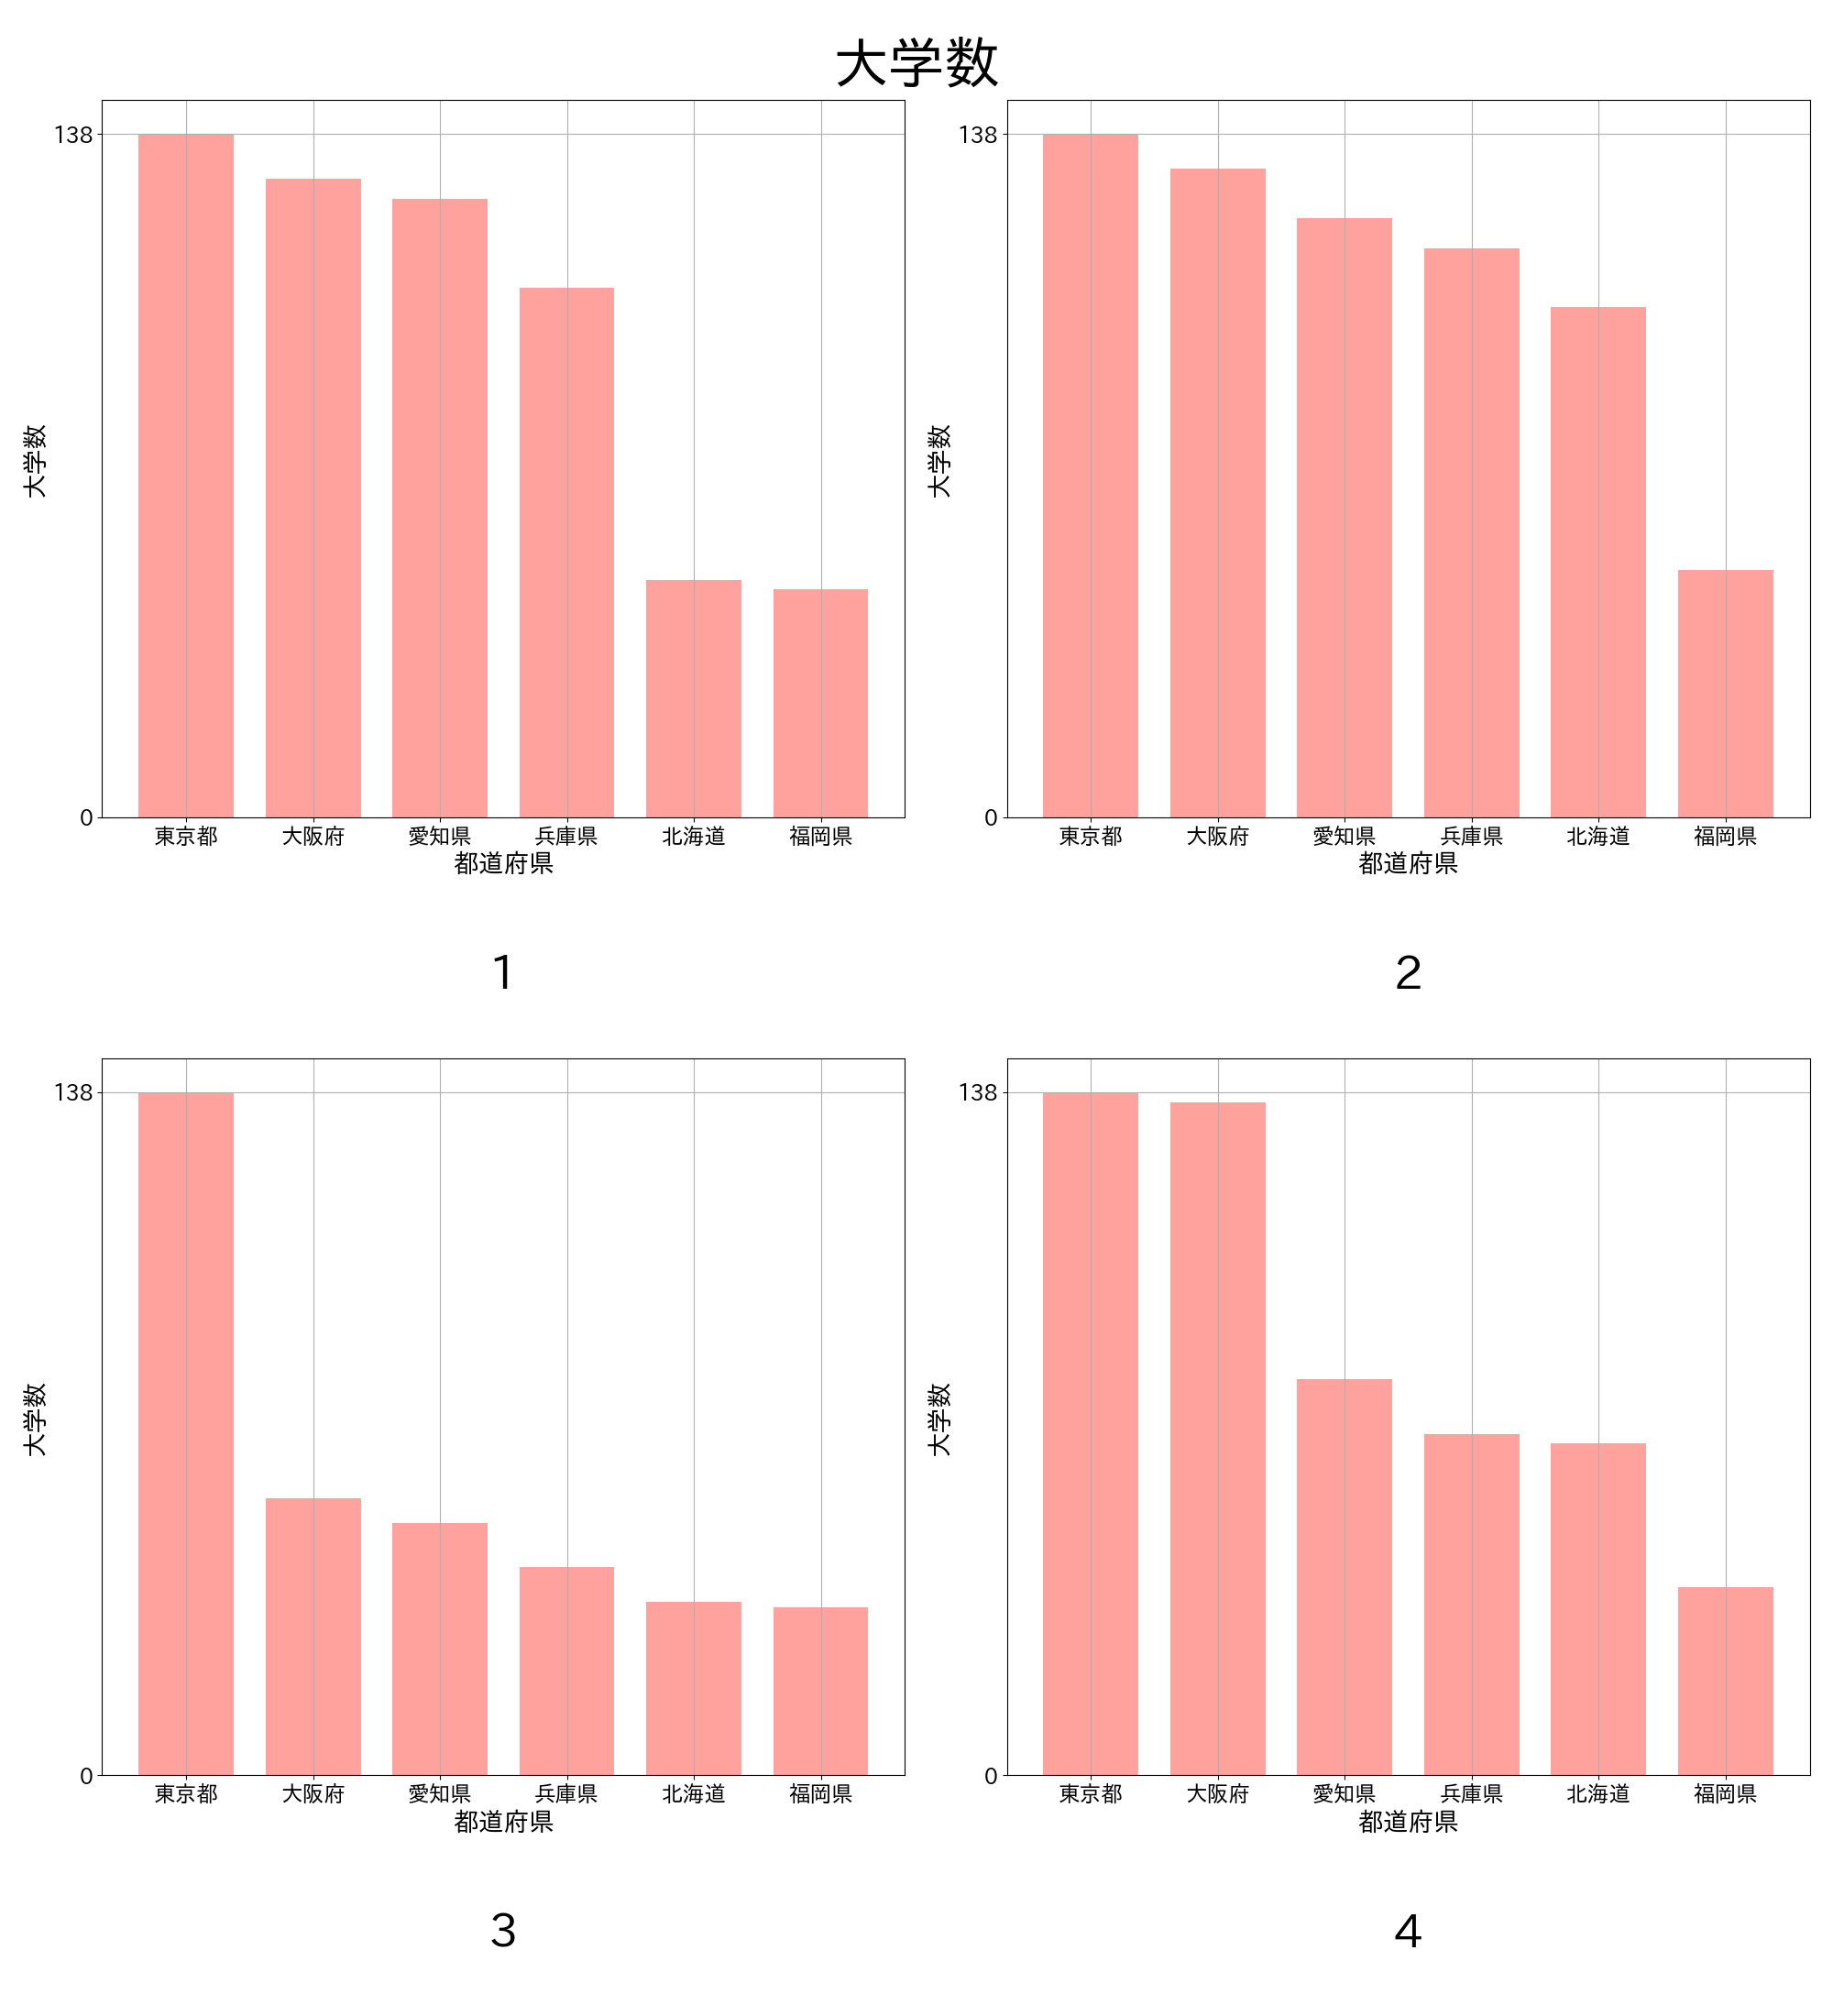 大学数
138
0
大学数
東京都 大阪府 愛知県 兵庫県 北海道 福岡県
都道府県
1
138
0
大学数
東京都 大阪府 愛知県 兵庫県 北海道 福岡県
都道府県
2
138
0
大学数
東京都 大阪府 愛知県 兵庫県 北海道 福岡県
都道府県
3
138
0
大学数
東京都 大阪府 愛知県 兵庫県 北海道 福岡県
都道府県
4